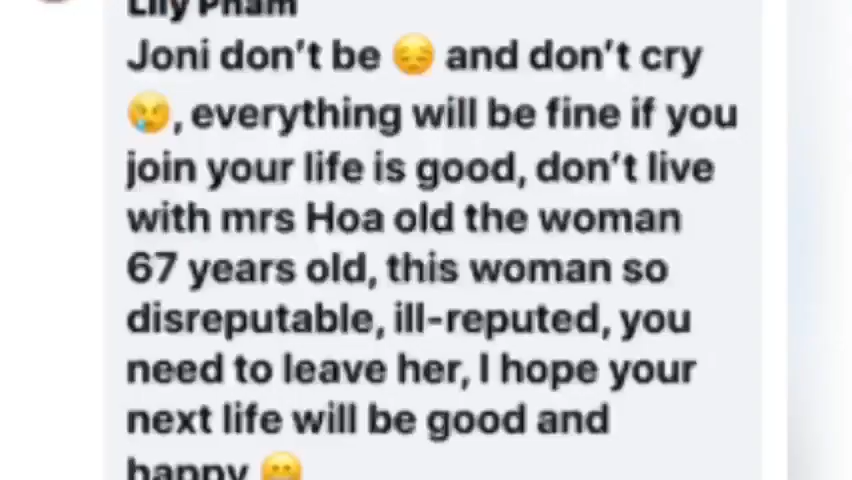 Lily Pham
Joni don't be 😔 and don't cry
😢, everything will be fine if you
join your life is good, don't live
with mrs Hoa old the woman
67 years old, this woman so
disreputable, ill-reputed, you
need to leave her, I hope your
next life will be good and
happy 😁